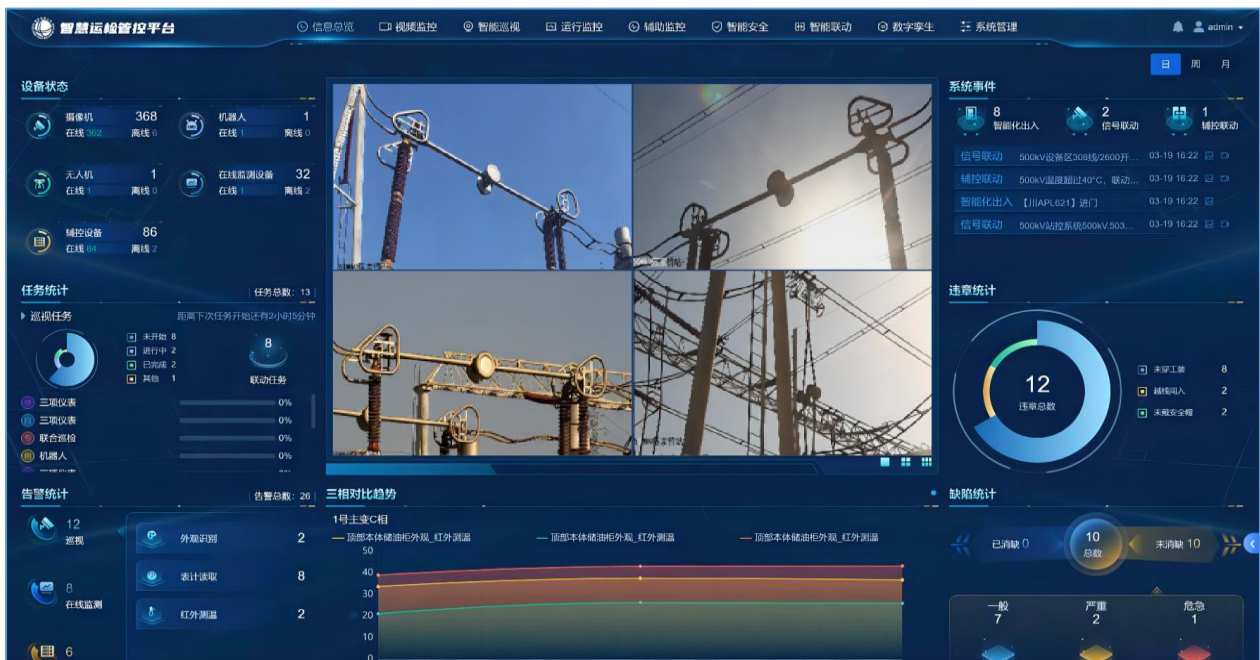 智慧运检管控平台
信息总览 视频监控 智能巡视 运行监控 辅助监控 智能安全 智能联动 数字孪生 系统管理
admin
日 周 月
设备状态
摄像机 368
在线 362 离线 6
机器人 1
在线 1 离线 0
无人机 1
在线 1 离线 0
在线监测设备 32
在线 1 离线 2
辅控设备 86
在线 84 离线 2
任务统计
任务总数: 13
巡视任务
距离下次任务开始还有2小时5分钟
未开始 8
进行中 2
已完成 2
其他 1
8
联动任务
三项仪表 0%
三项仪表 0%
联合巡检 0%
机器人 0%
告警统计
告警总数: 26
12
巡视
8
在线监测
6
外观识别 2
表计读取 8
红外测温 2
三相对比趋势
1号主变C相
顶部本体储油柜外观_红外测温
顶部本体储油柜外观_红外测温
顶部本体储油柜外观_红外测温
50
40
30
20
10
0
系统事件
8
智能化出入
2
信号联动
1
辅控联动
信号联动 500kV设备区308线/2600开... 03-19 16:22
辅控联动 500kV温度超过40°C，联动... 03-19 16:22
智能化出入 【川APL621】进门 03-19 16:22
信号联动 500kV站控系统500kV.503... 03-19 16:22
违章统计
12
违章总数
未穿工装 8
越线闯入 2
未戴安全帽 2
缺陷统计
已消缺 0
10
总数
未消缺 10
一般
7
严重
2
危急
1